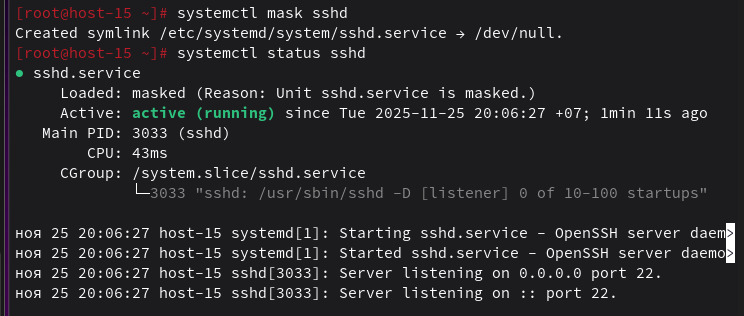 [root@host-15 ~]# systemctl mask sshd
Created symlink /etc/systemd/system/sshd.service → /dev/null.
[root@host-15 ~]# systemctl status sshd
● sshd.service
     Loaded: masked (Reason: Unit sshd.service is masked.)
     Active: active (running) since Tue 2025-11-25 20:06:27 +07; 1min 11s ago
   Main PID: 3033 (sshd)
        CPU: 43ms
     CGroup: /system.slice/sshd.service
             └─3033 "sshd: /usr/sbin/sshd -D [listener] 0 of 10-100 startups"

ноя 25 20:06:27 host-15 systemd[1]: Starting sshd.service - OpenSSH server daem>
ноя 25 20:06:27 host-15 systemd[1]: Started sshd.service - OpenSSH server daemo>
ноя 25 20:06:27 host-15 sshd[3033]: Server listening on 0.0.0.0 port 22.
ноя 25 20:06:27 host-15 sshd[3033]: Server listening on :: port 22.